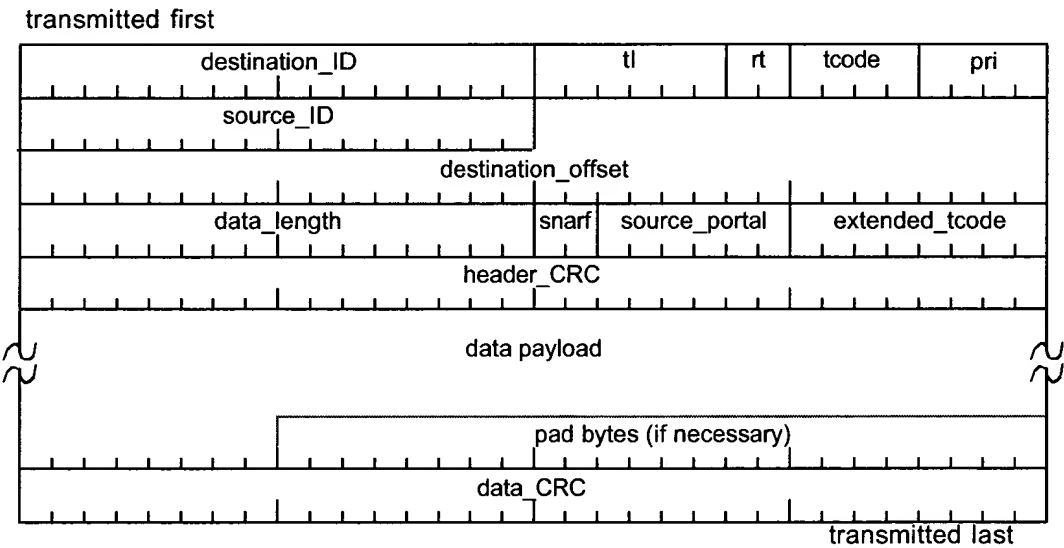 transmitted first
destination_ID tl rt tcode pri
source_ID
destination_offset
data_length snarf source_portal extended_tcode
header_CRC
data payload
pad bytes (if necessary)
data_CRC
transmitted last